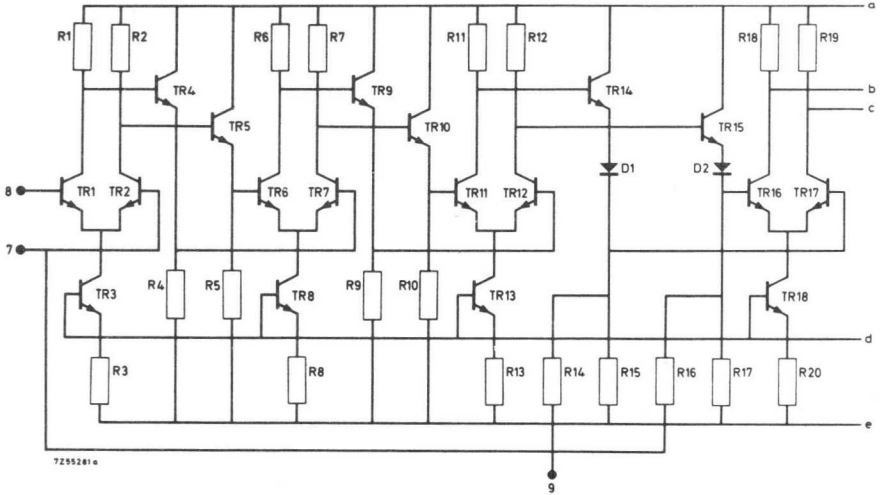 a
R1 R2 R6 R7 R11 R12 R18 R19
TR4 TR9 TR14 b
c
TR5 TR10 TR15
D1 D2
8 TR1 TR2 TR6 TR7 TR11 TR12 TR16 TR17
7
R4 R5 R9 R10
TR3 TR8 TR13 TR18
d
R3 R8 R13 R14 R15 R16 R17 R20
e
7Z55281a
9